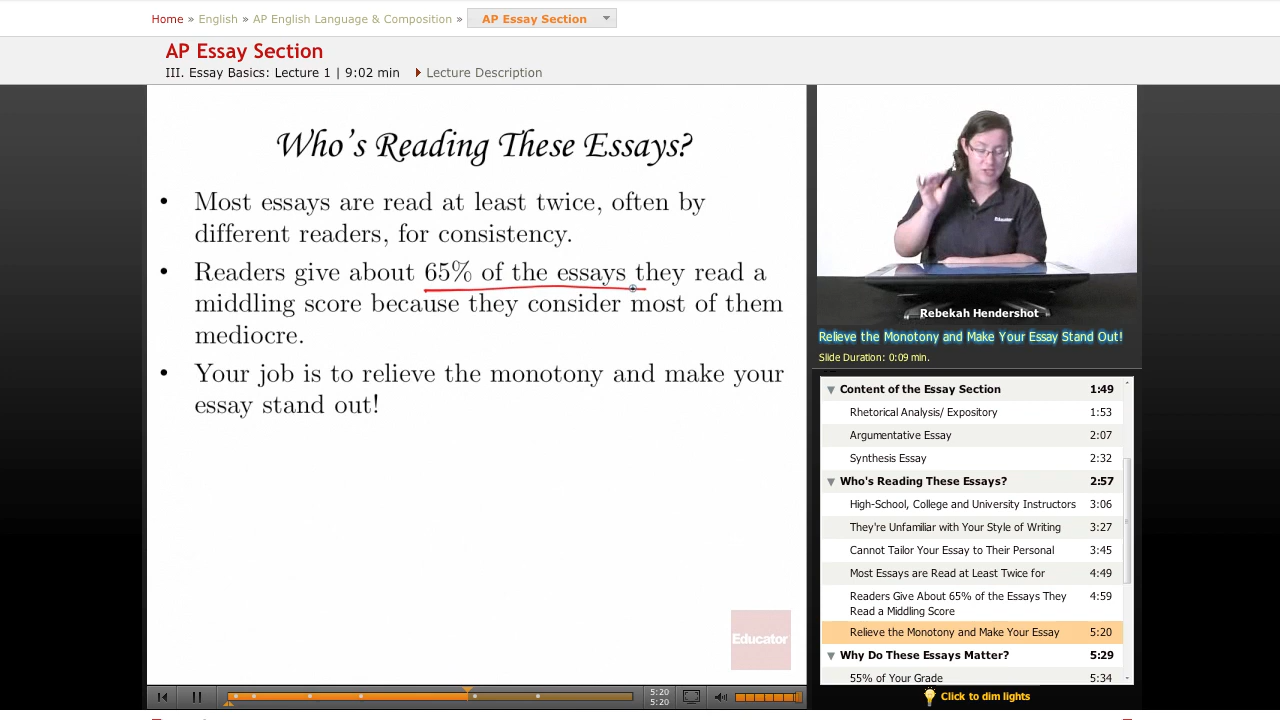 Home » English » AP English Language & Composition » AP Essay Section
AP Essay Section
III. Essay Basics: Lecture 1 | 9:02 min Lecture Description
Who's Reading These Essays?
• Most essays are read at least twice, often by
different readers, for consistency.
• Readers give about 65% of the essays they read a
middling score because they consider most of them
mediocre.
• Your job is to relieve the monotony and make your
essay stand out!
Educator
5:20
5:20
Educator
Rebekah Hendershot
Relieve the Monotony and Make Your Essay Stand Out!
Slide Duration: 0:09 min.
Content of the Essay Section 1:49
Rhetorical Analysis/ Expository 1:53
Argumentative Essay 2:07
Synthesis Essay 2:32
Who's Reading These Essays? 2:57
High-School, College and University Instructors 3:06
They're Unfamiliar with Your Style of Writing 3:27
Cannot Tailor Your Essay to Their Personal 3:45
Most Essays are Read at Least Twice for 4:49
Readers Give About 65% of the Essays They 4:59
Read a Middling Score
Relieve the Monotony and Make Your Essay 5:20
Why Do These Essays Matter? 5:29
55% of Your Grade 5:34
Click to dim lights